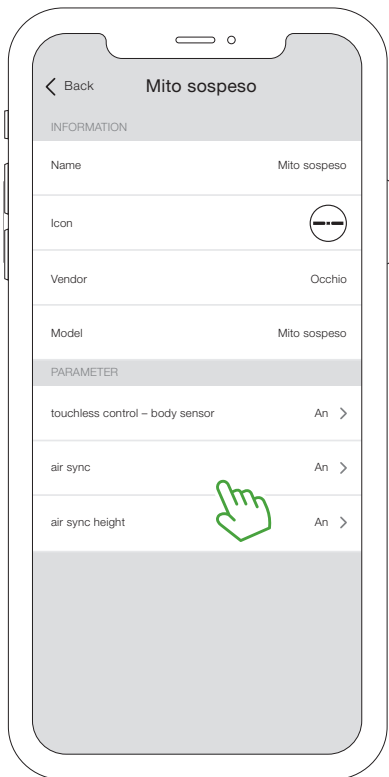 Back
Mito sospeso
INFORMATION
Name Mito sospeso
Icon
Vendor Occhio
Model Mito sospeso
PARAMETER
touchless control – body sensor An
air sync An
air sync height An